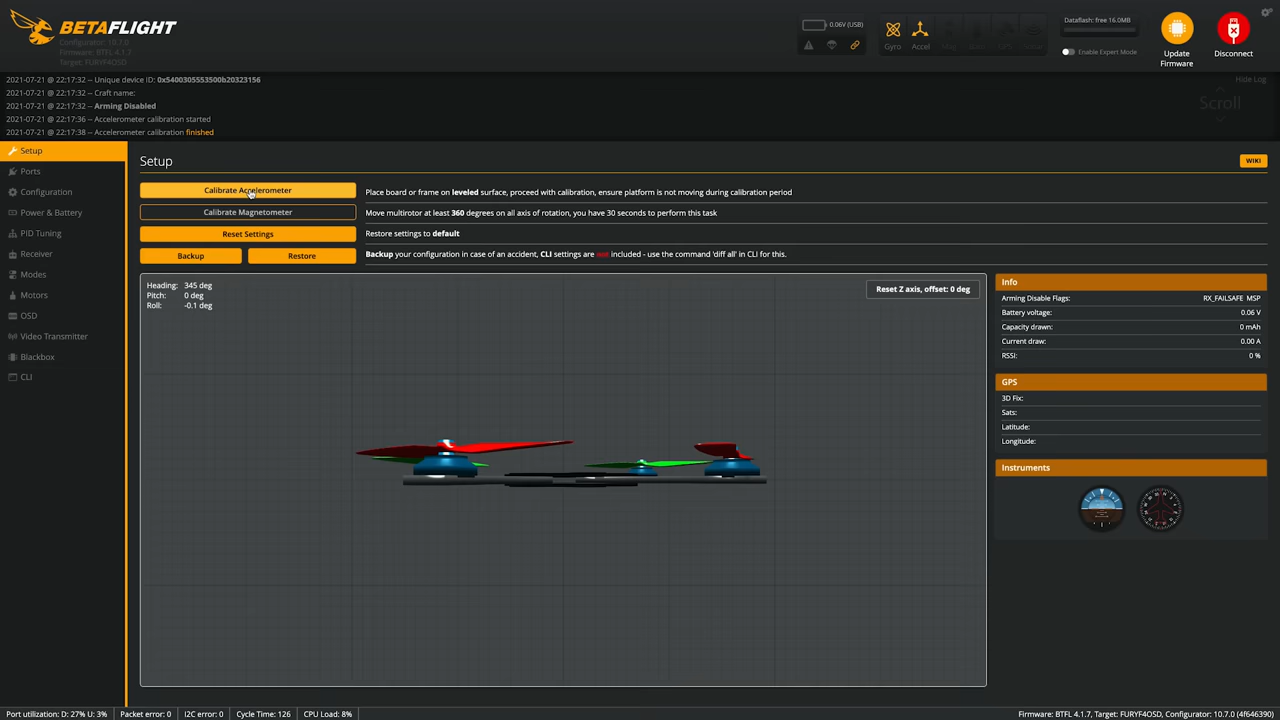 BETAFLIGHT
Configurator: 10.7.0
Firmware: BTFL 4.1.7
Target: FURYF4OSD
0.06V (USB)
Gyro
Accel
Dataflash: free 16.0MB
Enable Expert Mode
Update Firmware
Disconnect
2021-07-21 @ 22:17:32 -- Unique device ID: 0x5400305553500b20323156
2021-07-21 @ 22:17:32 -- Craft name:
2021-07-21 @ 22:17:32 -- Arming Disabled
2021-07-21 @ 22:17:36 -- Accelerometer calibration started
2021-07-21 @ 22:17:38 -- Accelerometer calibration finished
Hide Log
Scroll
Setup
Ports
Configuration
Power & Battery
PID Tuning
Receiver
Modes
Motors
OSD
Video Transmitter
Blackbox
CLI
Setup
WIKI
Calibrate Accelerometer
Place board or frame on leveled surface, proceed with calibration, ensure platform is not moving during calibration period
Calibrate Magnetometer
Move multirotor at least 360 degrees on all axis of rotation, you have 30 seconds to perform this task
Reset Settings
Restore settings to default
Backup
Restore
Backup your configuration in case of an accident, CLI settings are not included - use the command 'diff all' in CLI for this.
Heading: 345 deg
Pitch: 0 deg
Roll: -0.1 deg
Reset Z axis, offset: 0 deg
Info
Arming Disable Flags: RX_FAILSAFE MSP
Battery voltage: 0.06 V
Capacity drawn: 0 mAh
Current draw: 0.00 A
RSSI: 0 %
GPS
3D Fix:
Sats:
Latitude:
Longitude:
Instruments
Port utilization: D: 27% U: 3%
Packet error: 0
I2C error: 0
Cycle Time: 126
CPU Load: 8%
Firmware: BTFL 4.1.7, Target: FURYF4OSD, Configurator: 10.7.0 (4f646390)